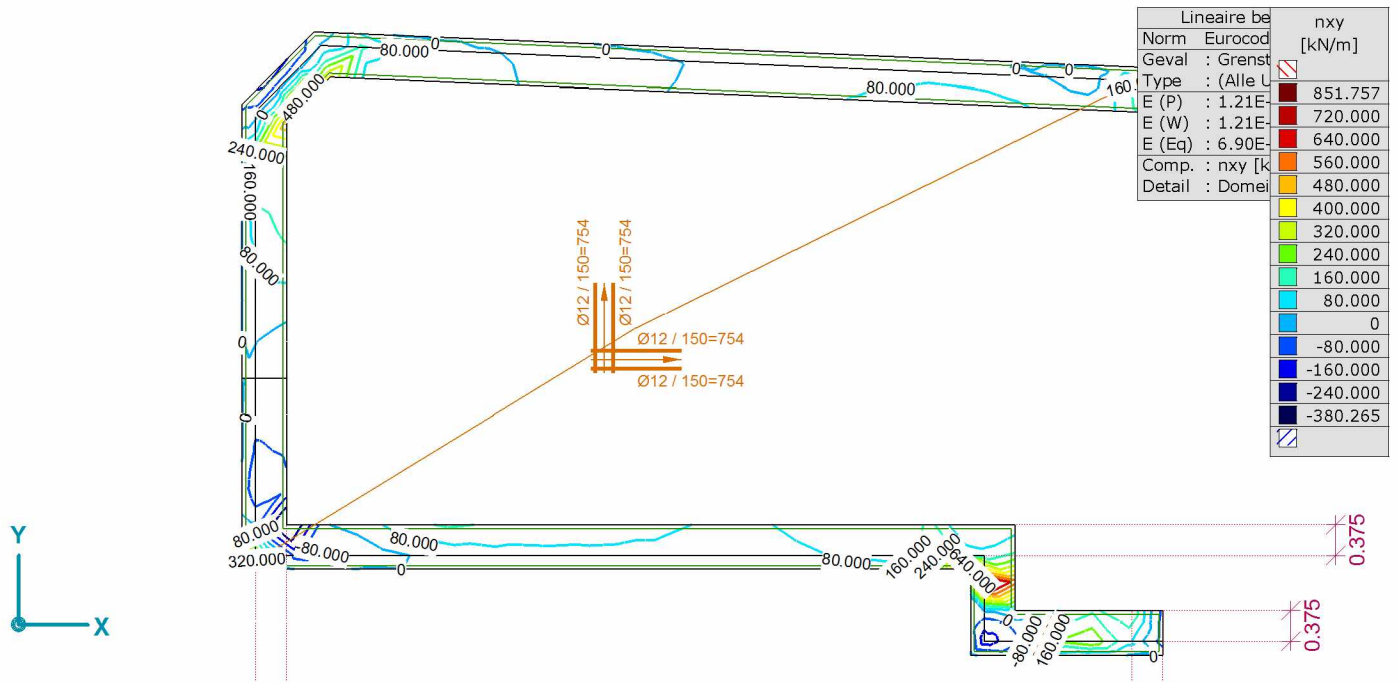 Lineaire be
Norm Eurocod
Geval : Grenst
Type : (Alle U
E (P) : 1.21E-
E (W) : 1.21E-
E (Eq) : 6.90E-
Comp. : nxy [k
Detail : Domei
nxy
[kN/m]
851.757
720.000
640.000
560.000
480.000
400.000
320.000
240.000
160.000
80.000
0
-80.000
-160.000
-240.000
-380.265
80.000
0
0
0
0
80.000
160.
480.000
0
240.000
160.000
80.000
0
0
Ø12 / 150=754
Ø12 / 150=754
Ø12 / 150=754
Ø12 / 150=754
80.000
320.000
-80.000
80.000
0
80.000
160.000
240.000
640.000
0
-80.000
160.000
0
0.375
0.375
Y
X